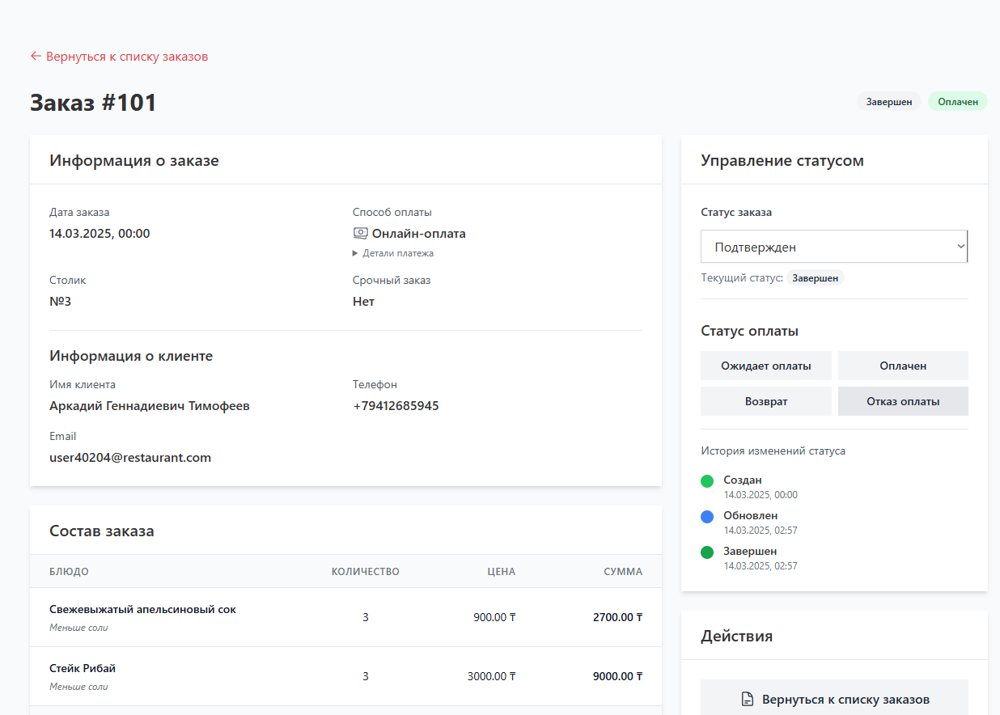 ← Вернуться к списку заказов
Заказ #101
Завершен
Оплачен
Информация о заказе
Дата заказа
14.03.2025, 00:00
Способ оплаты
Онлайн-оплата
▶ Детали платежа
Столик
№3
Срочный заказ
Нет
Информация о клиенте
Имя клиента
Аркадий Геннадиевич Тимофеев
Телефон
+79412685945
Email
user40204@restaurant.com
Состав заказа
БЛЮДО КОЛИЧЕСТВО ЦЕНА СУММА
Свежевыжатый апельсиновый сок
Меньше соли
3 900.00 ₸ 2700.00 ₸
Стейк Рибай
Меньше соли
3 3000.00 ₸ 9000.00 ₸
Управление статусом
Статус заказа
Подтвержден
Текущий статус: Завершен
Статус оплаты
Ожидает оплаты
Оплачен
Возврат
Отказ оплаты
История изменений статуса
Создан
14.03.2025, 00:00
Обновлен
14.03.2025, 02:57
Завершен
14.03.2025, 02:57
Действия
Вернуться к списку заказов